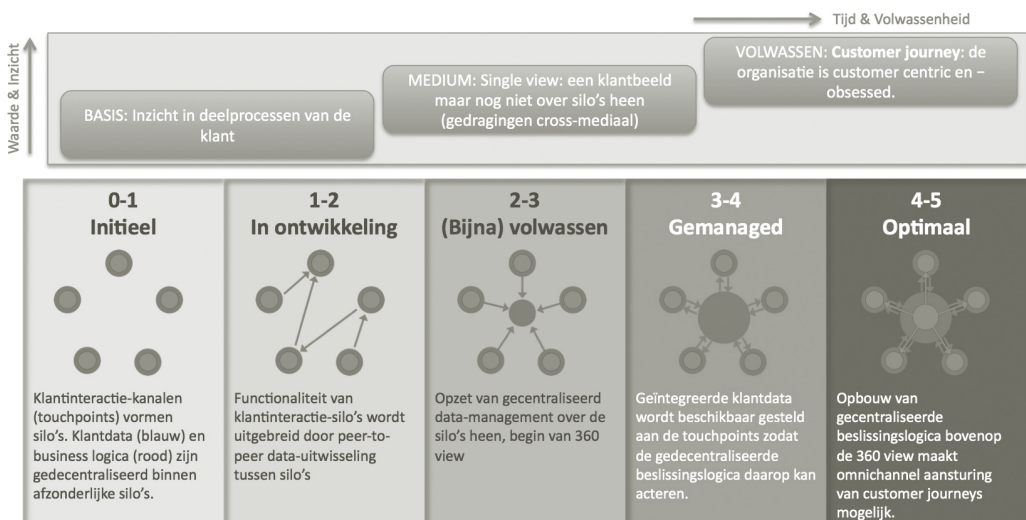 Tijd & Volwassenheid
Waarde & Inzicht
BASIS: Inzicht in deelprocessen van de
klant
MEDIUM: Single view: een klantbeeld
maar nog niet over silo’s heen
(gedragingen cross-mediaal)
VOLWASSEN: Customer journey: de
organisatie is customer centric en –
obsessed.
0-1
Initieel
Klantinteractie-kanalen
(touchpoints) vormen
silo’s. Klantdata (blauw) en
business logica (rood) zijn
gedecentraliseerd binnen
afzonderlijke silo’s.
1-2
In ontwikkeling
Functionaliteit van
klantinteractie-silo’s wordt
uitgebreid door peer-to-
peer data-uitwisseling
tussen silo’s
2-3
(Bijna) volwassen
Opzet van gecentraliseerd
data-management over de
silo’s heen, begin van 360
view
3-4
Gemanaged
Geïntegreerde klantdata
wordt beschikbaar gesteld
aan de touchpoints zodat
de gedecentraliseerde
beslissingslogica daarop kan
acteren.
4-5
Optimaal
Opbouw van
gecentraliseerde
beslissingslogica bovenop
de 360 view maakt
omnichannel aansturing
van customer journeys
mogelijk.